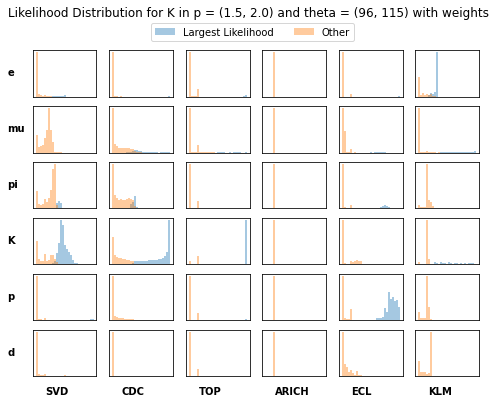 Likelihood Distribution for K in p = (1.5, 2.0) and theta = (96, 115) with weights
Largest Likelihood Other
e
mu
pi
K
p
d
SVD CDC TOP ARICH ECL KLM